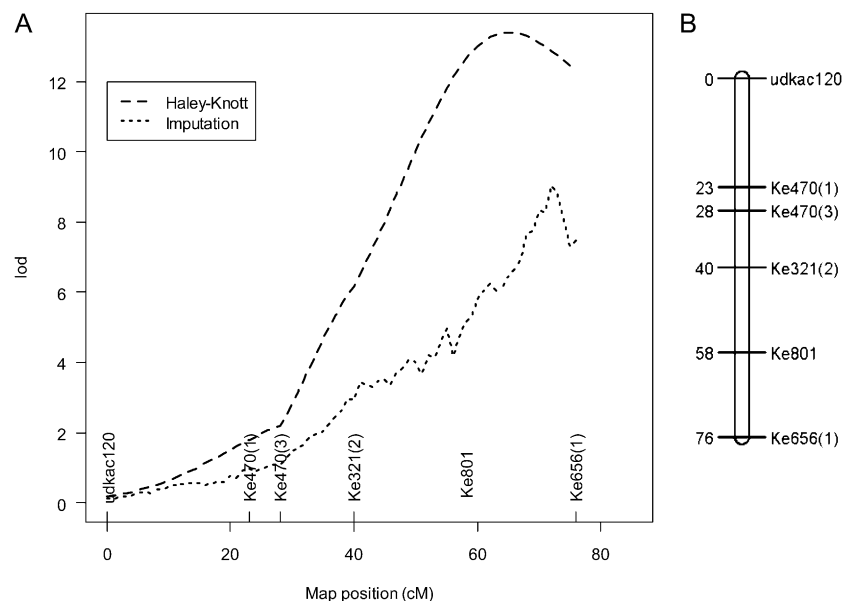 A
B
12
10
8
6
4
2
0
lod
Haley-Knott
Imputation
udkac120
Ke470(1)
Ke470(3)
Ke321(2)
Ke801
Ke656(1)
0
20
40
60
80
Map position (cM)
0 udkac120
23 Ke470(1)
28 Ke470(3)
40 Ke321(2)
58 Ke801
76 Ke656(1)